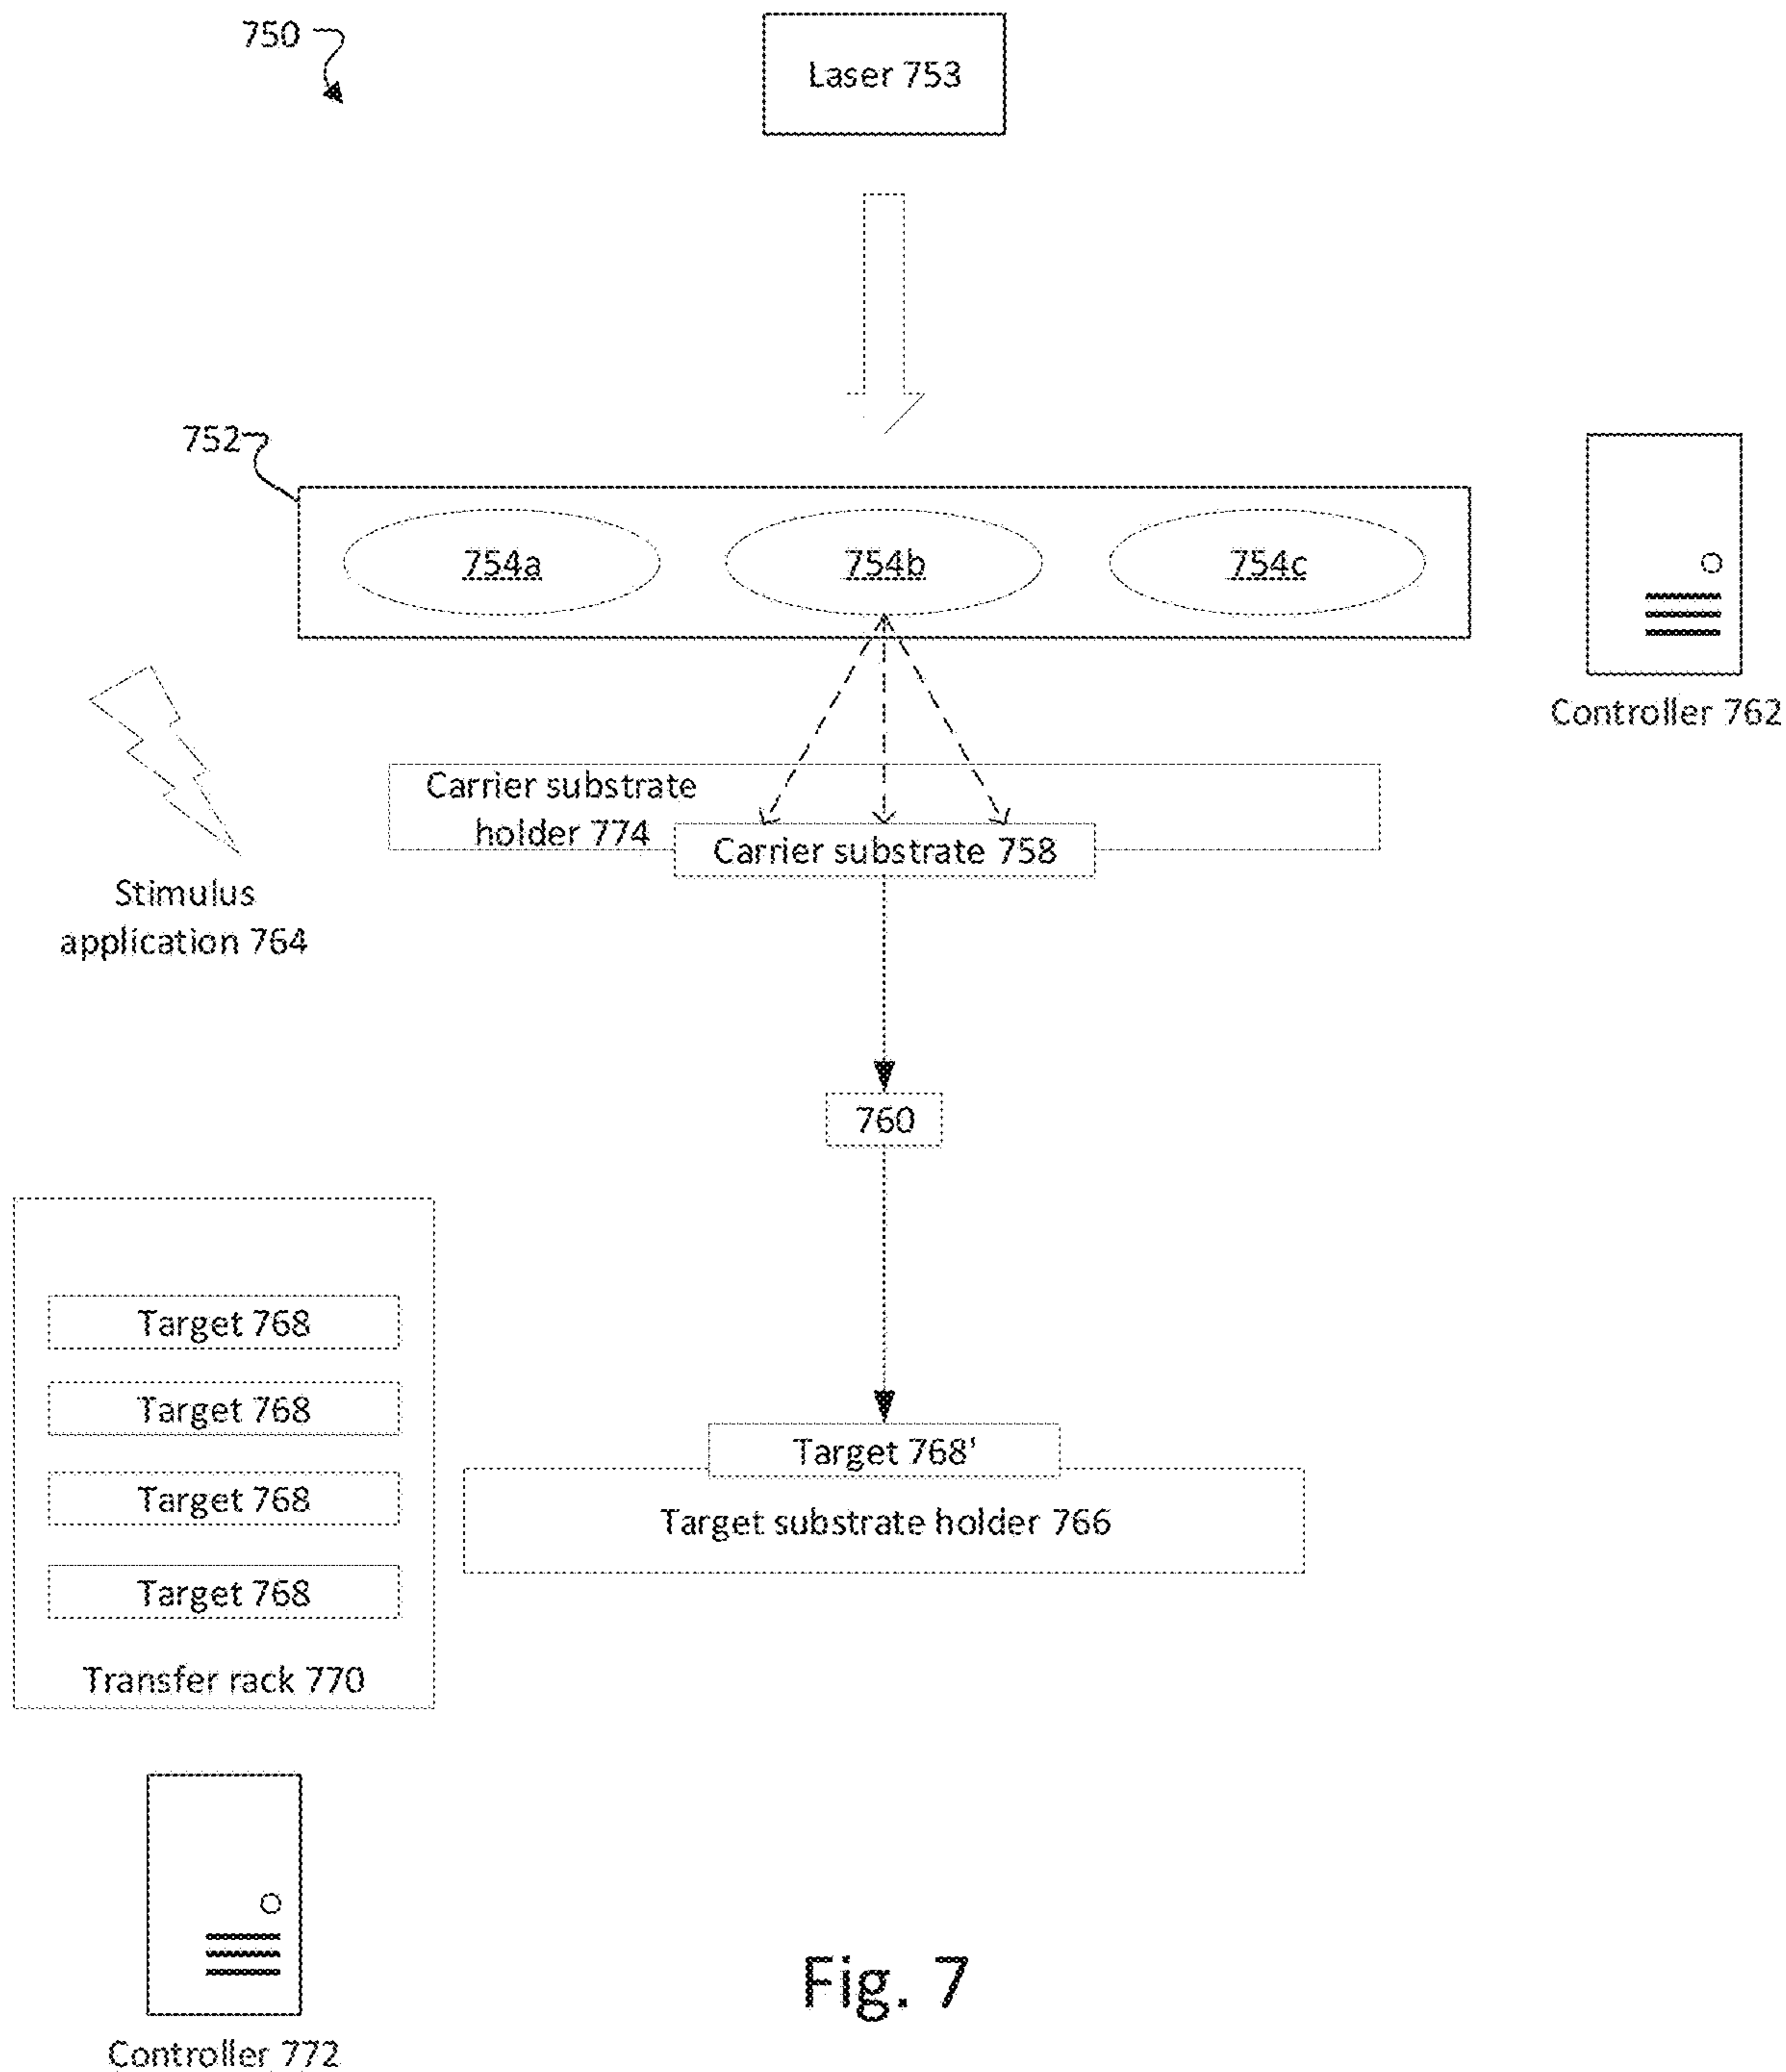 750
Laser 753
752
754a
754b
754c
Controller 762
Carrier substrate
holder 774
Carrier substrate 758
Stimulus
application 764
760
Target 768
Target 768
Target 768
Target 768
Transfer rack 770
Target 768'
Target substrate holder 766
Controller 772
Fig. 7